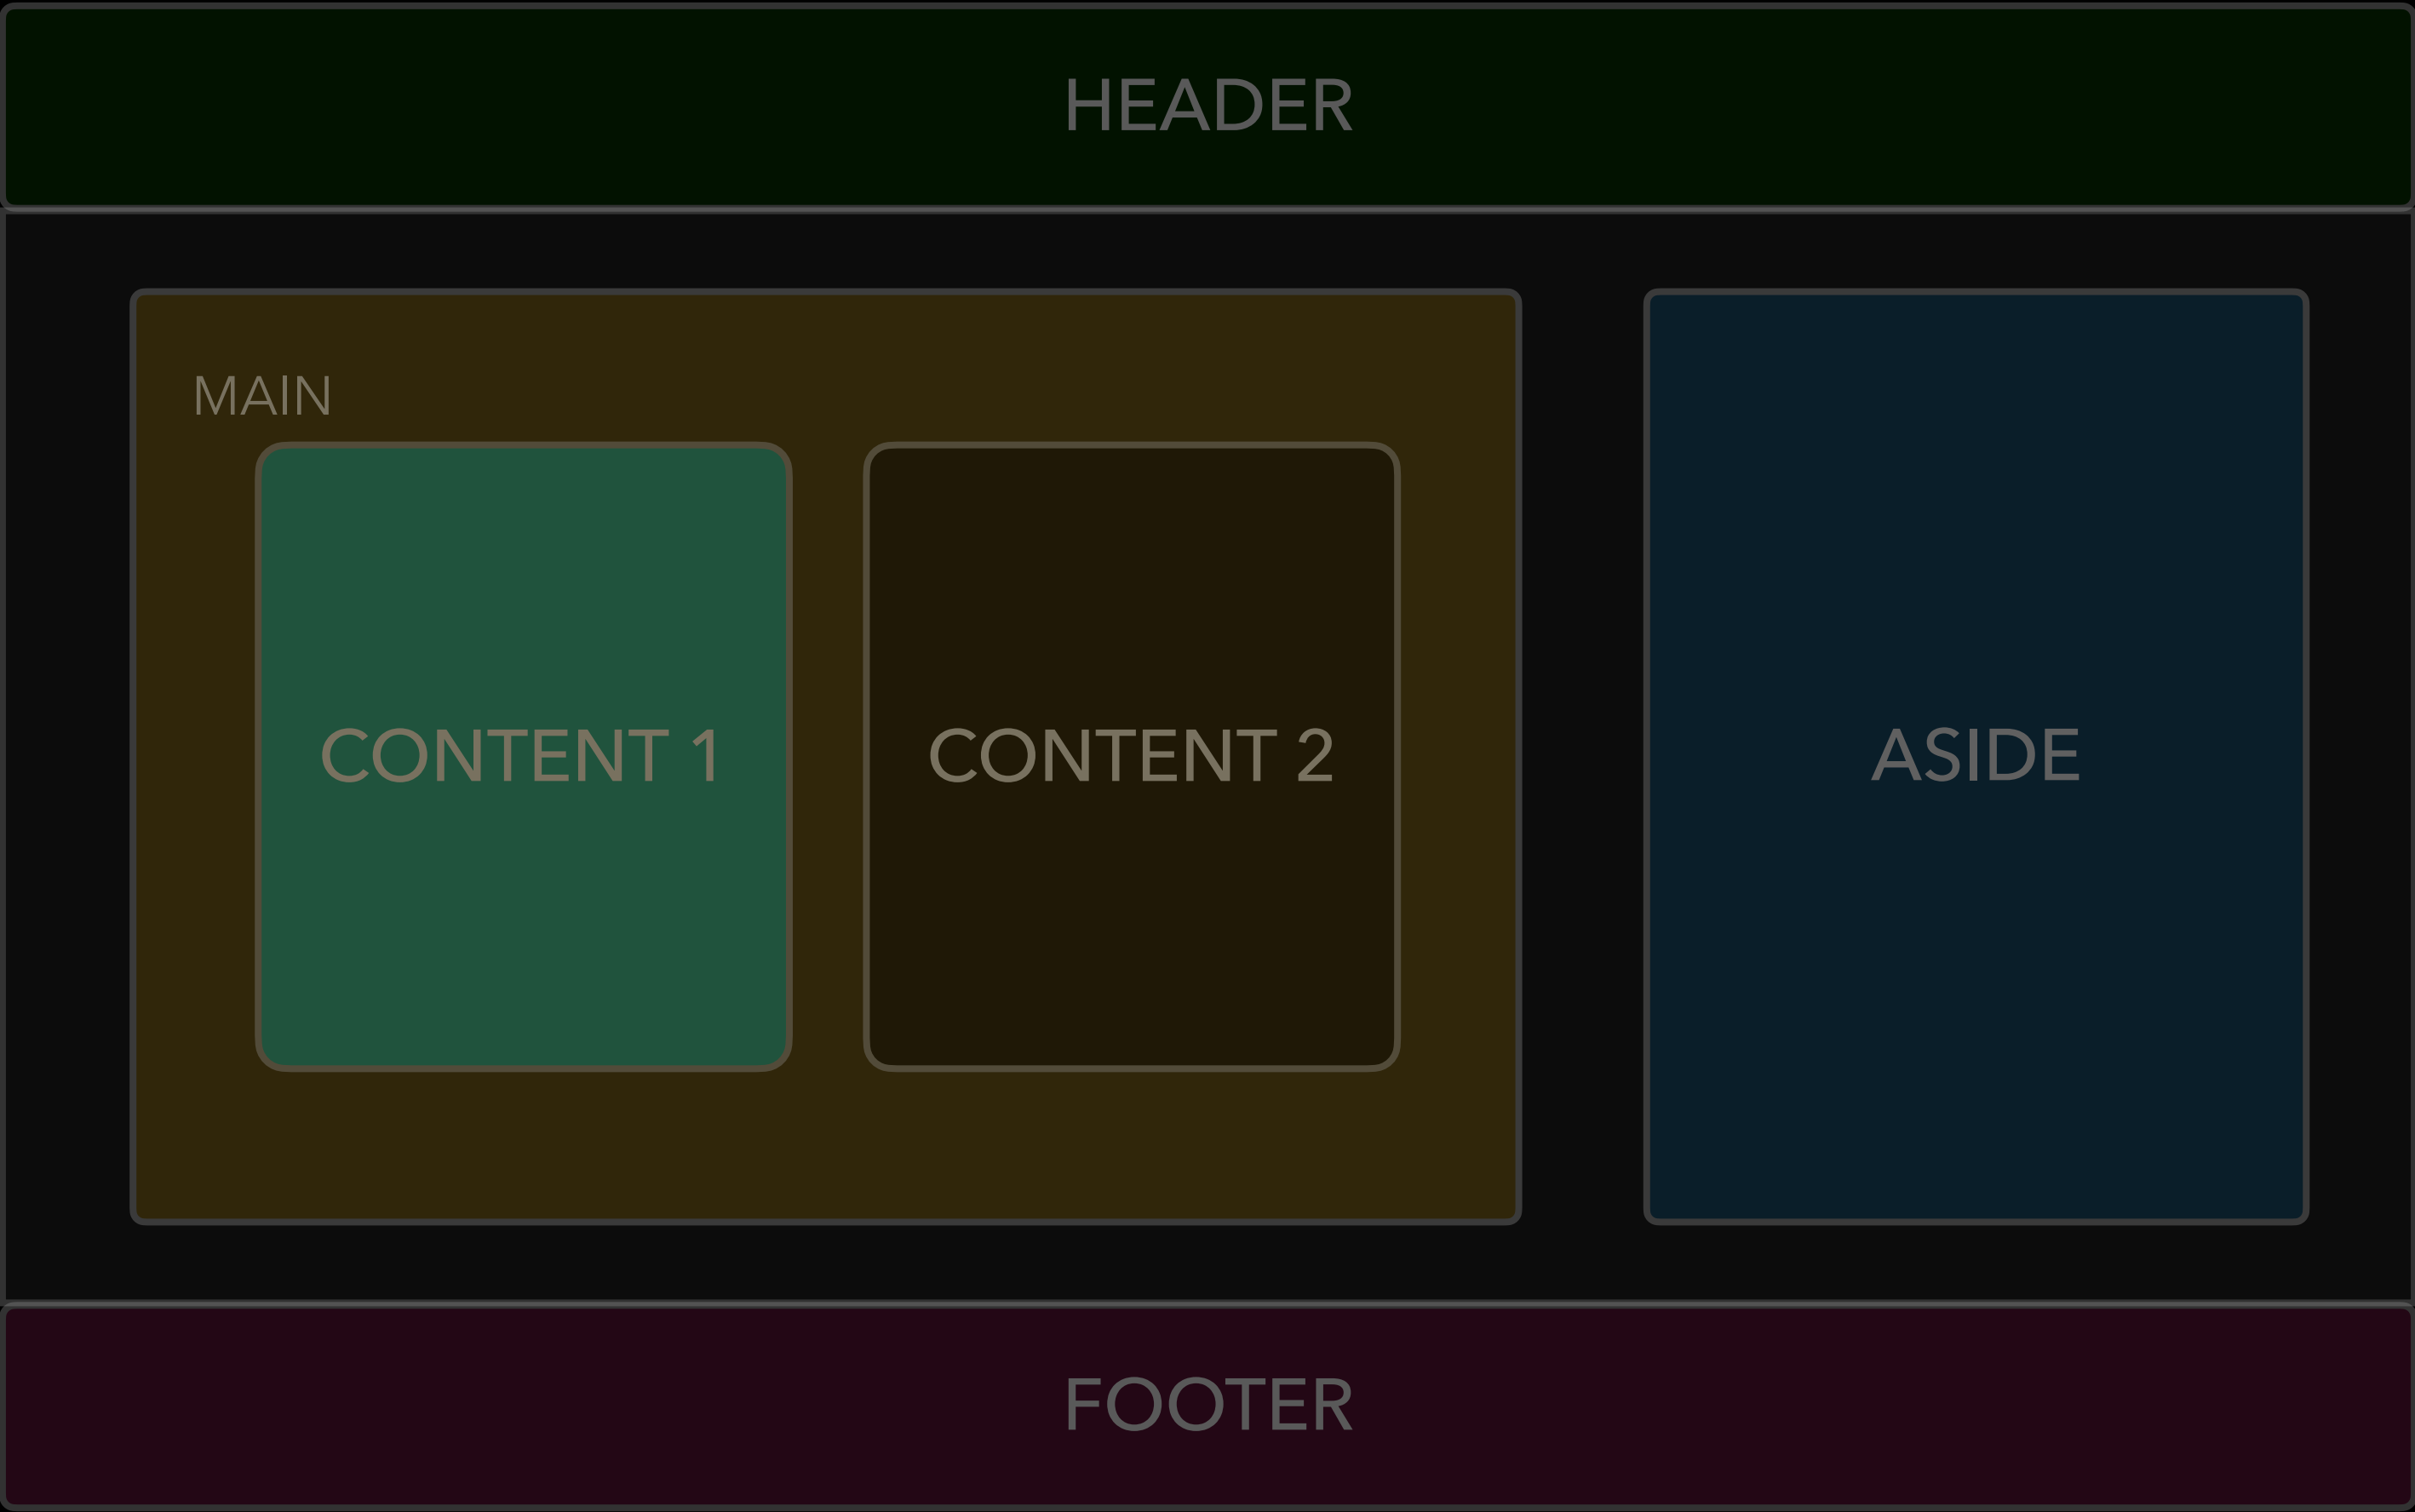 HEADER
MAIN
CONTENT 1
CONTENT 2
ASIDE
FOOTER